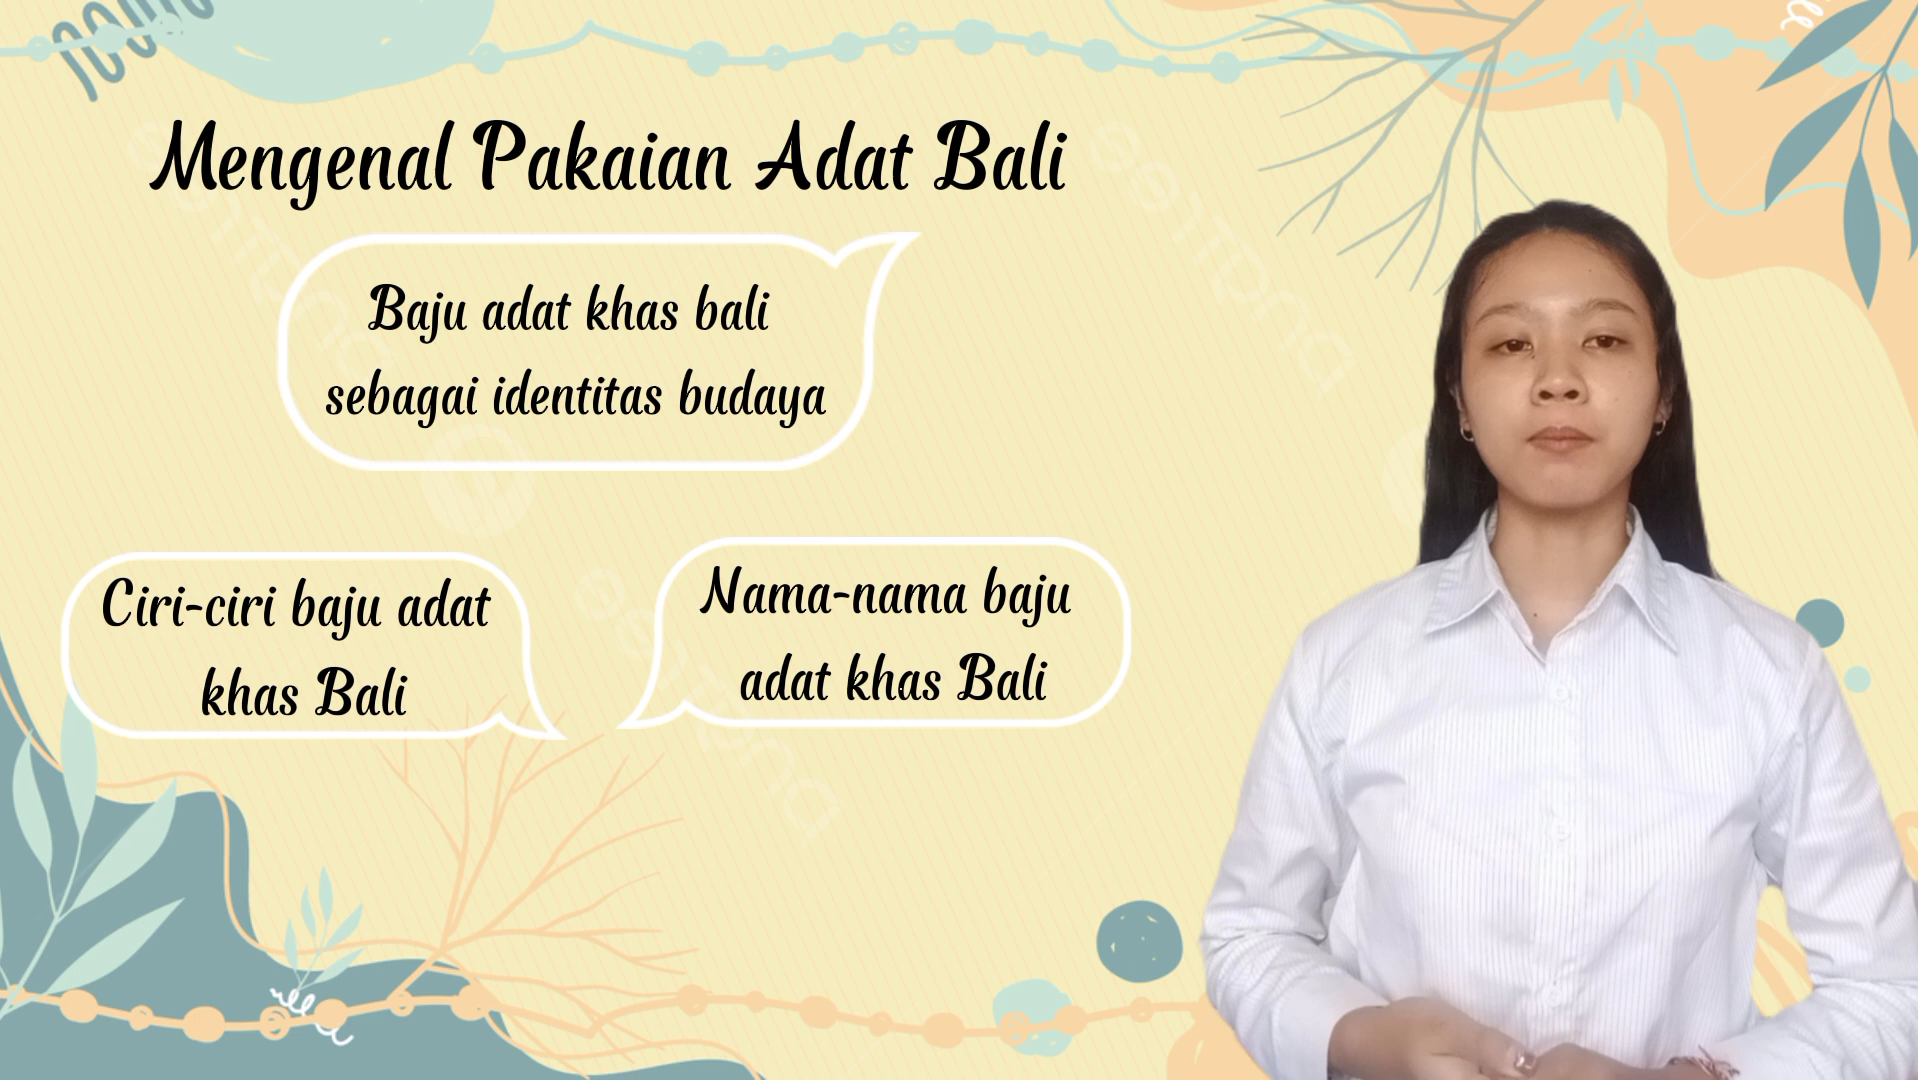 Mengenal Pakaian Adat Bali
Baju adat khas bali
sebagai identitas budaya
Ciri-ciri baju adat
khas Bali
Nama-nama baju
adat khas Bali